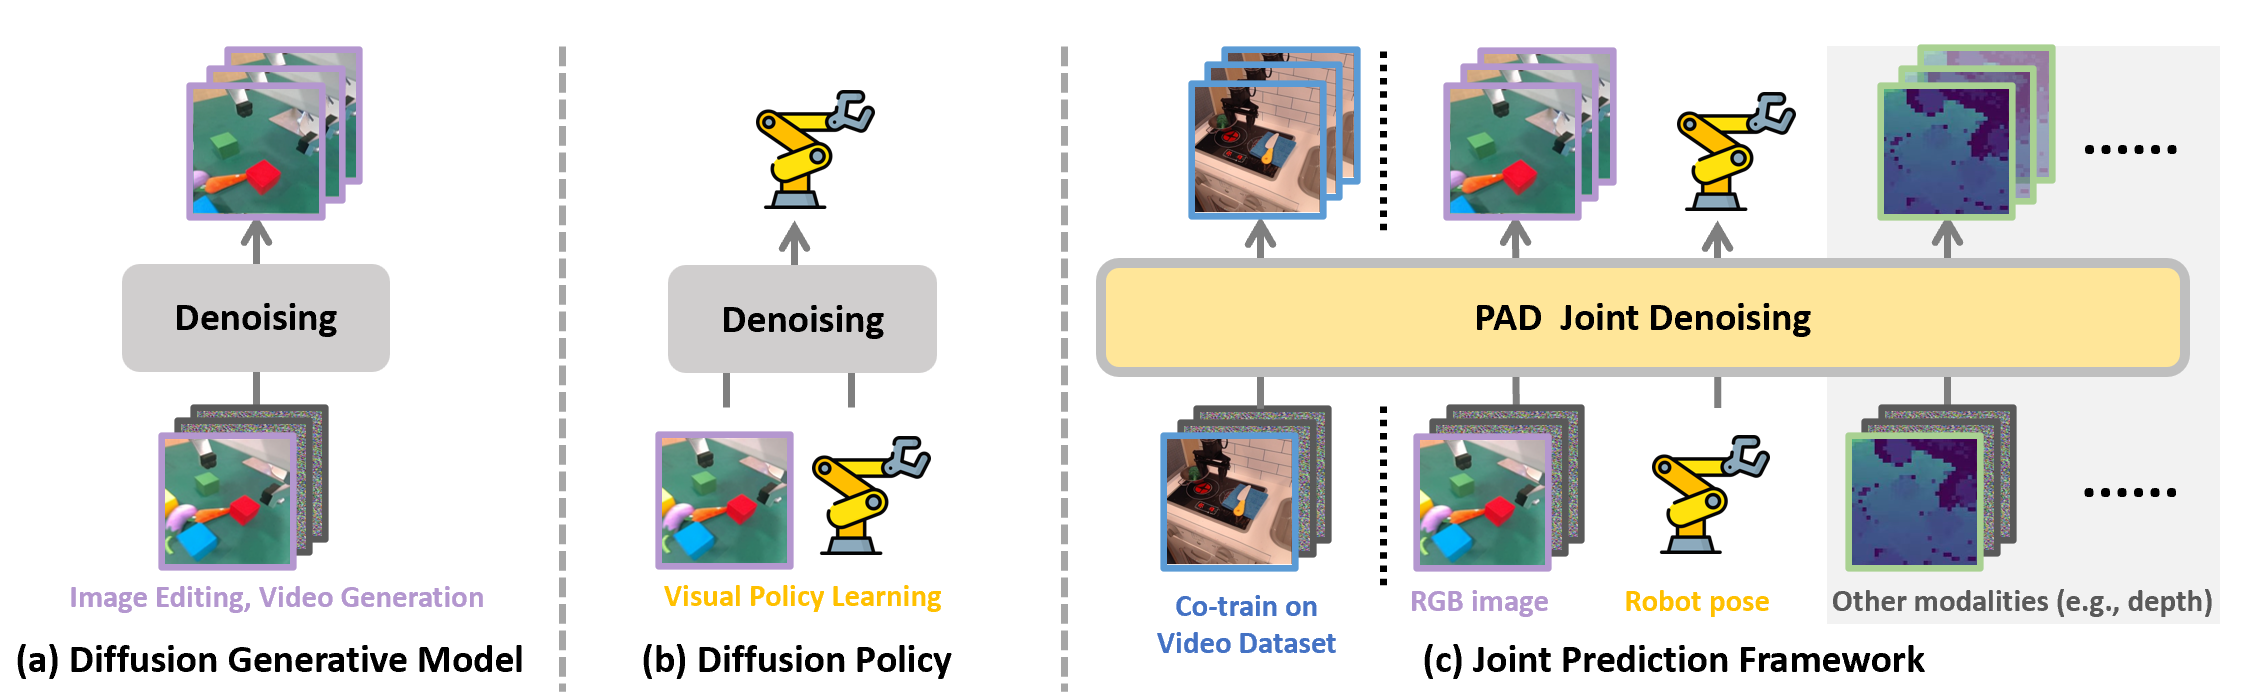 Denoising
Image Editing, Video Generation
(a) Diffusion Generative Model
Denoising
Visual Policy Learning
(b) Diffusion Policy
PAD Joint Denoising
Co-train on
Video Dataset
RGB image
Robot pose
Other modalities (e.g., depth)
......
......
(c) Joint Prediction Framework